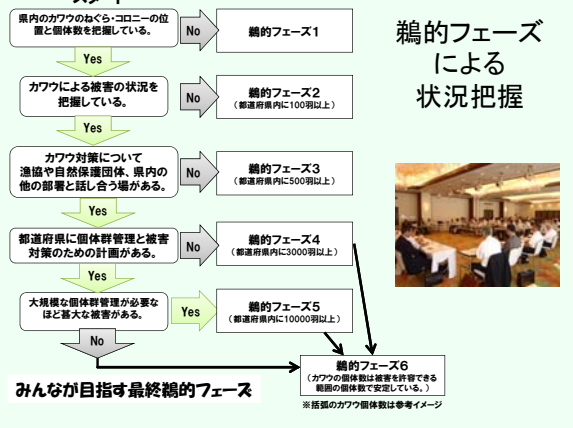 スタート
県内のカワウのねぐら・コロニーの位
置と個体数を把握している。
No
鵜的フェーズ1
Yes
カワウによる被害の状況を
把握している。
No
鵜的フェーズ2
（都道府県内に100羽以上）
Yes
カワウ対策について
漁協や自然保護団体、県内の
他の部署と話し合う場がある。
No
鵜的フェーズ3
（都道府県内に500羽以上）
Yes
都道府県に個体群管理と被害
対策のための計画がある。
No
鵜的フェーズ4
（都道府県内に3000羽以上）
Yes
大規模な個体群管理が必要な
ほど甚大な被害がある。
Yes
鵜的フェーズ5
（都道府県内に10000羽以上）
No
鵜的フェーズ6
（カワウの個体数は被害を許容できる
範囲の個体数で安定している。）
みんなが目指す最終鵜的フェーズ
※括弧のカワウ個体数は参考イメージ
鵜的フェーズ
による
状況把握